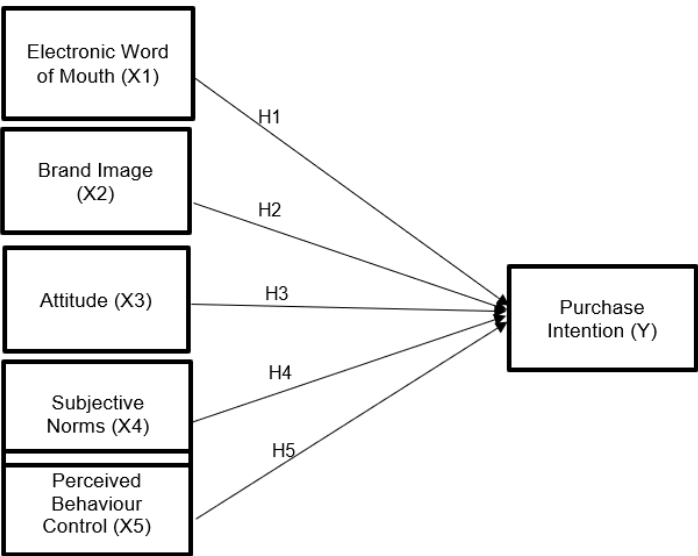 Electronic Word
of Mouth (X1)
H1
Brand Image
(X2)
H2
Attitude (X3)
H3
Purchase
Intention (Y)
Subjective
Norms (X4)
H4
Perceived
Behaviour
Control (X5)
H5